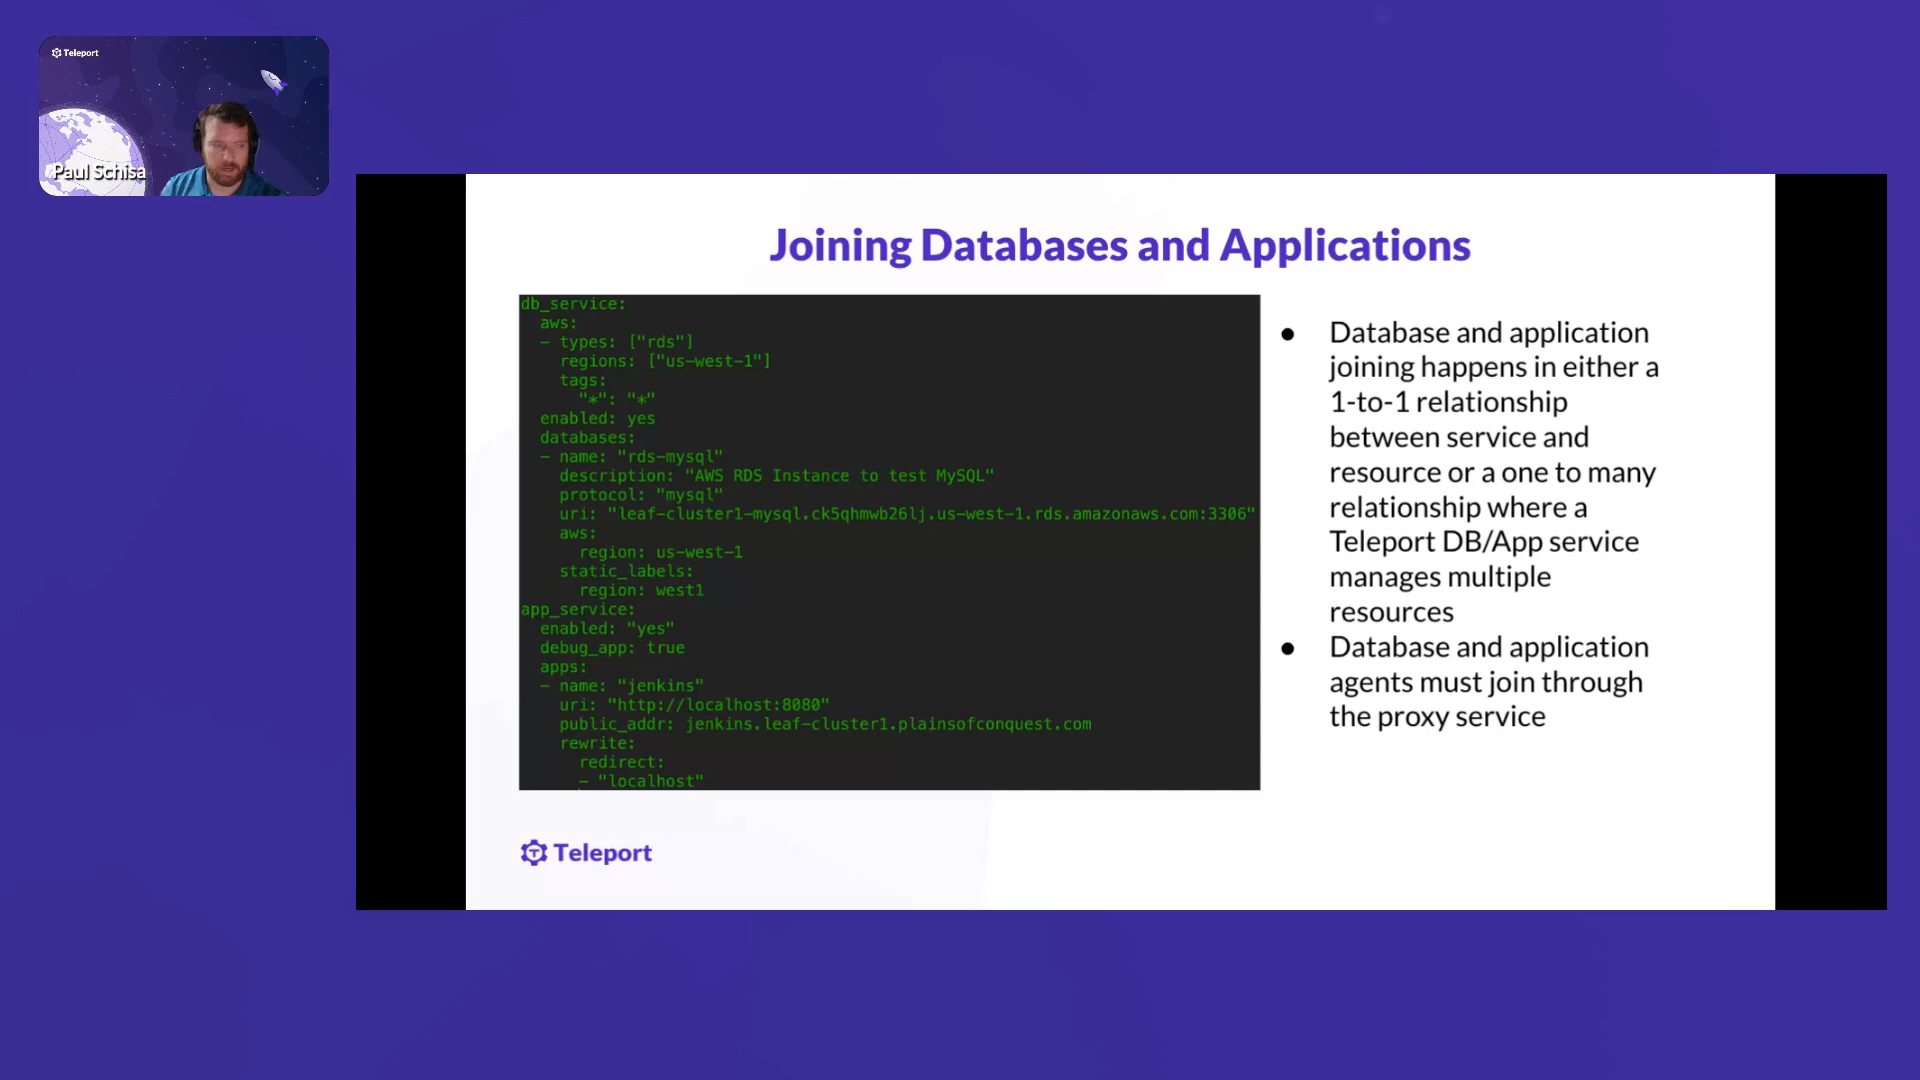 Teleport
Paul Schisa
Joining Databases and Applications
db_service:
aws:
- types: ["rds"]
regions: ["us-west-1"]
tags:
"*": "*"
enabled: yes
databases:
- name: "rds-mysql"
description: "AWS RDS Instance to test MySQL"
protocol: "mysql"
uri: "leaf-cluster1-mysql.ck5qhmwb26lj.us-west-1.rds.amazonaws.com:3306"
aws:
region: us-west-1
static_labels:
region: west1
app_service:
enabled: "yes"
debug_app: true
apps:
- name: "jenkins"
uri: "http://localhost:8080"
public_addr: jenkins.leaf-cluster1.plainsofconquest.com
rewrite:
redirect:
- "localhost"
● Database and application
joining happens in either a
1-to-1 relationship
between service and
resource or a one to many
relationship where a
Teleport DB/App service
manages multiple
resources
● Database and application
agents must join through
the proxy service
Teleport